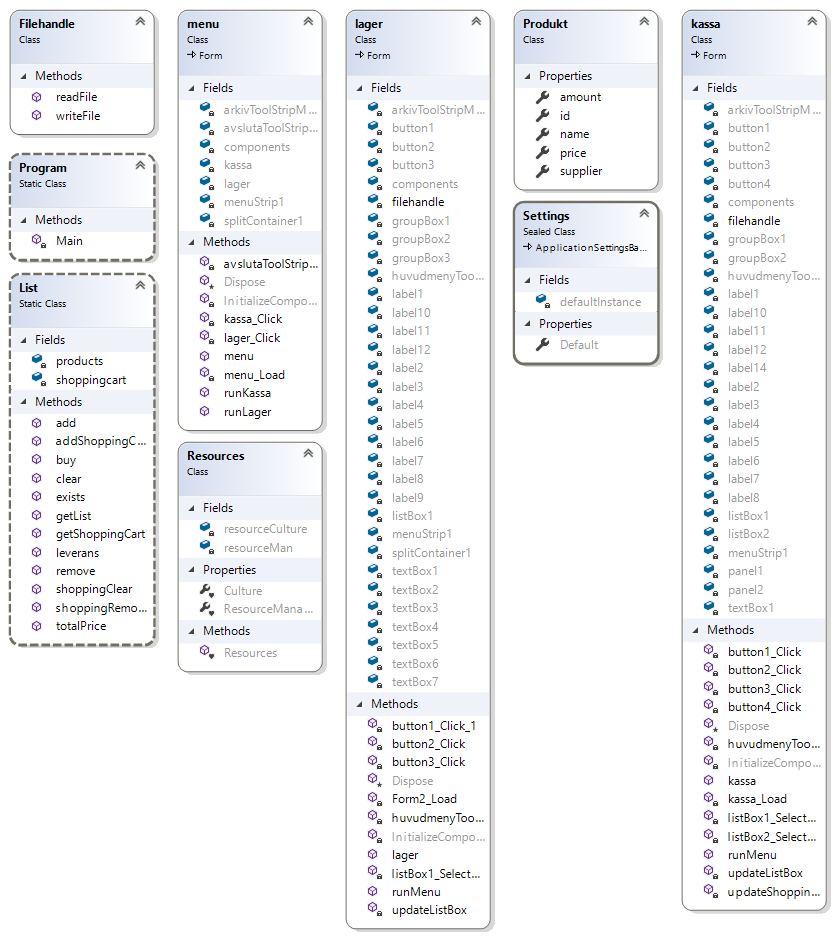 Filehandle
Class
Methods
readFile
writeFile
Program
Static Class
Methods
Main
List
Static Class
Fields
products
shoppingcart
Methods
add
addShoppingC...
buy
clear
exists
getList
getShoppingCart
leverans
remove
shoppingClear
shoppingRemo...
totalPrice
menu
Class
Form
Fields
arkivToolStripM...
avslutaToolStrip...
components
kassa
lager
menuStrip1
splitContainer1
Methods
avslutaToolStrip...
Dispose
InitializeCompo...
kassa_Click
lager_Click
menu
menu_Load
runKassa
runLager
Resources
Class
Fields
resourceCulture
resourceMan
Properties
Culture
ResourceMana...
Methods
Resources
lager
Class
Form
Fields
arkivToolStripM...
button1
button2
button3
components
filehandle
groupBox1
groupBox2
groupBox3
huvudmenyToo...
label1
label10
label11
label12
label2
label3
label4
label5
label6
label7
label8
label9
listBox1
menuStrip1
splitContainer1
textBox1
textBox2
textBox3
textBox4
textBox5
textBox6
textBox7
Methods
button1_Click_1
button2_Click
button3_Click
Dispose
Form2_Load
huvudmenyToo...
InitializeCompo...
lager
listBox1_Select...
runMenu
updateListBox
Produkt
Class
Properties
amount
id
name
price
supplier
Settings
Sealed Class
ApplicationSettingsBa...
Fields
defaultInstance
Properties
Default
kassa
Class
Form
Fields
arkivToolStripM...
button1
button2
button3
button4
components
filehandle
groupBox1
groupBox2
huvudmenyToo...
label1
label10
label11
label12
label14
label2
label3
label4
label5
label6
label7
label8
listBox1
listBox2
menuStrip1
panel1
panel2
textBox1
Methods
button1_Click
button2_Click
button3_Click
button4_Click
Dispose
huvudmenyToo...
InitializeCompo...
kassa
kassa_Load
listBox1_Select...
listBox2_Select...
runMenu
updateListBox
updateShoppin...